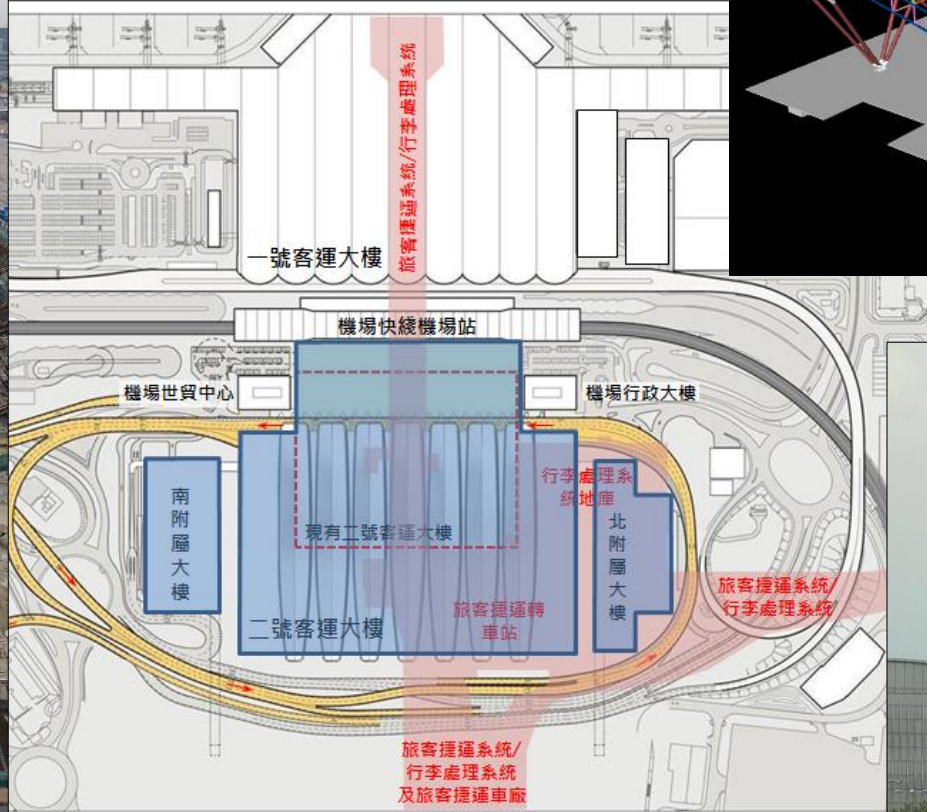 旅客捷運系統/行李處理系統
一號客運大樓
機場快綫機場站
機場世貿中心
機場行政大樓
行李處理系
統地庫
南附屬大樓
北附屬大樓
現有二號客運大樓
旅客捷運系統/
行李處理系統
旅客捷運轉
車站
二號客運大樓
旅客捷運系統/
行李處理系統
及旅客捷運車廠